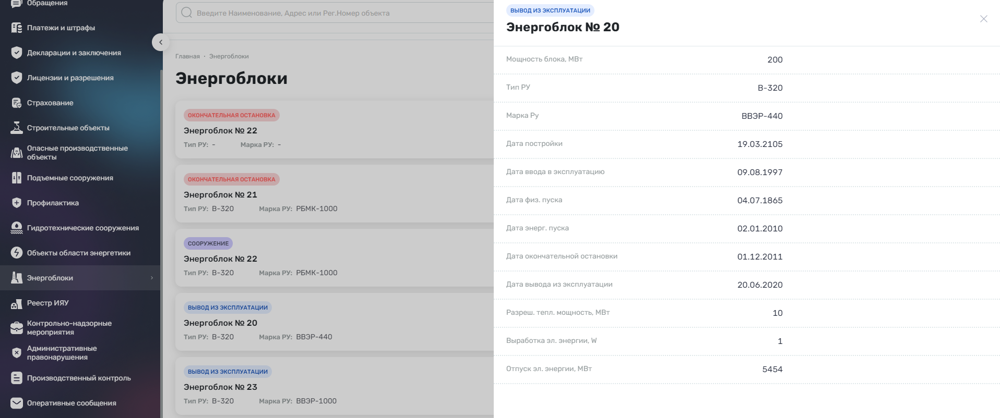 Обращения
Платежи и штрафы
Декларации и заключения
Лицензии и разрешения
Страхование
Строительные объекты
Опасные производственные
объекты
Подъемные сооружения
Профилактика
Гидротехнические сооружения
Объекты области энергетики
Энергоблоки
Реестр ИЯУ
Контрольно-надзорные
мероприятия
Административные
правонарушения
Производственный контроль
Оперативные сообщения
Введите Наименование, Адрес или Рег.Номер объекта
Главная · Энергоблоки
Энергоблоки
ОКОНЧАТЕЛЬНАЯ ОСТАНОВКА
Энергоблок № 22
Тип РУ: - Марка РУ: -
ОКОНЧАТЕЛЬНАЯ ОСТАНОВКА
Энергоблок № 21
Тип РУ: В-320 Марка РУ: РБМК-1000
СООРУЖЕНИЕ
Энергоблок № 22
Тип РУ: В-320 Марка РУ: РБМК-1000
ВЫВОД ИЗ ЭКСПЛУАТАЦИИ
Энергоблок № 20
Тип РУ: В-320 Марка РУ: ВВЭР-440
ВЫВОД ИЗ ЭКСПЛУАТАЦИИ
Энергоблок № 23
Тип РУ: В-320 Марка РУ: ВВЭР-1000
ВЫВОД ИЗ ЭКСПЛУАТАЦИИ
Энергоблок № 20
Мощность блока, МВт 200
Тип РУ В-320
Марка Ру ВВЭР-440
Дата постройки 19.03.2105
Дата ввода в эксплуатацию 09.08.1997
Дата физ. пуска 04.07.1865
Дата энерг. пуска 02.01.2010
Дата окончательной остановки 01.12.2011
Дата вывода из эксплуатации 20.06.2020
Разреш. тепл. мощность, МВт 10
Выработка эл. энергии, W 1
Отпуск эл. энергии, МВт 5454